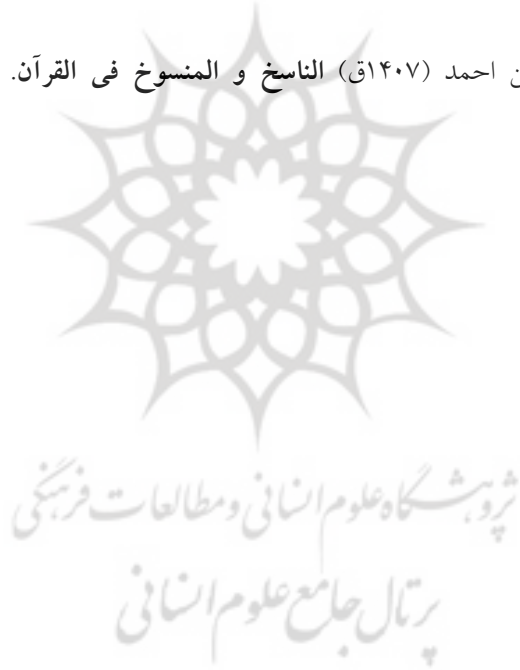 ن احمد (۱۴۰۷ق) الناسخ و المنسوخ فی القرآن.
پژوهشگاه علوم انسانی و مطالعات فرهنگی
پرتال جامع علوم انسانی